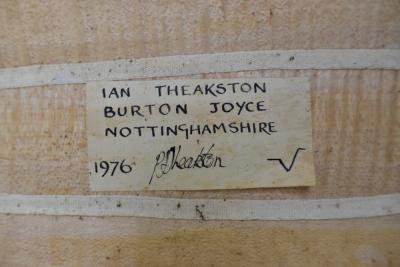 IAN THEAKSTON
BURTON JOYCE
NOTTINGHAMSHIRE
1976 Theakston √